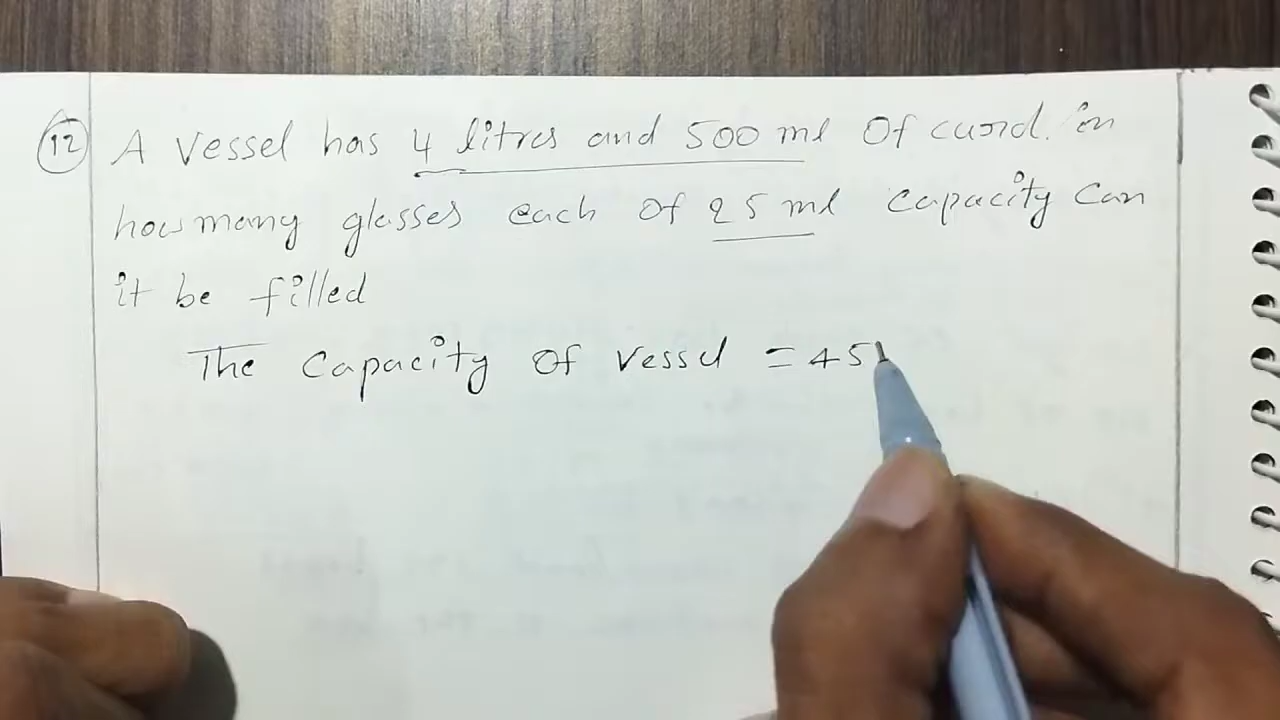 12 A vessel has 4 litres and 500 ml of curd. in
how many glasses each of 25 ml capacity can
it be filled
The capacity of vessel = 45